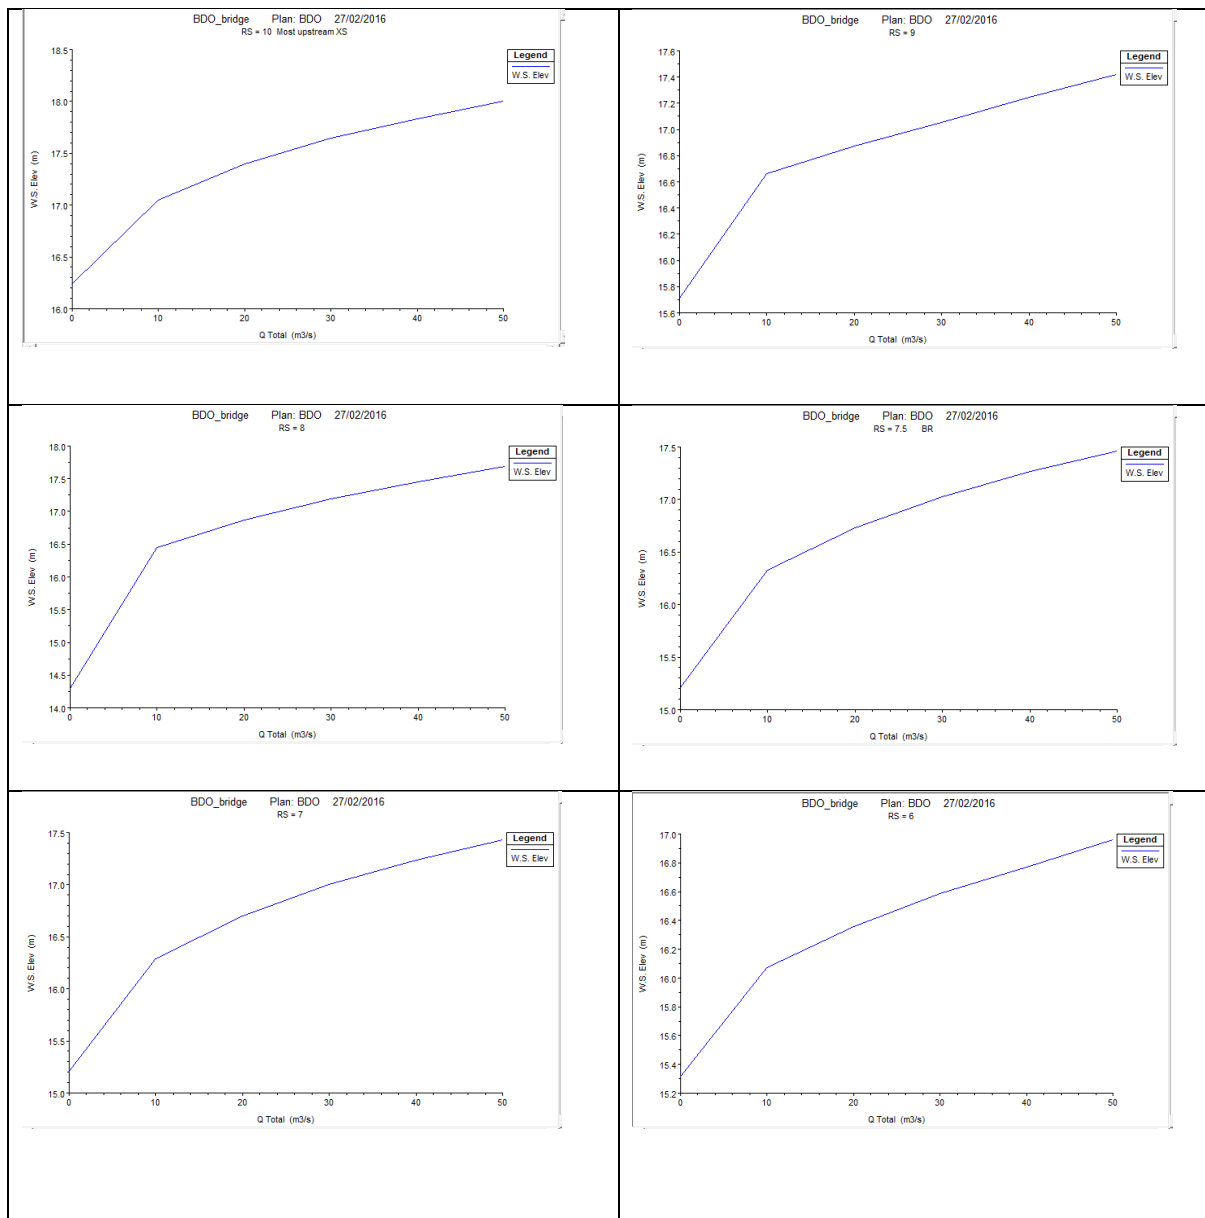 BDO_bridge Plan: BDO 27/02/2016
RS = 10 Most upstream XS
18.5
18.0
17.5
17.0
16.5
16.0
W.S. Elev (m)
0 10 20 30 40 50
Q Total (m3/s)
Legend
W.S. Elev
BDO_bridge Plan: BDO 27/02/2016
RS = 9
17.6
17.4
17.2
17.0
16.8
16.6
16.4
16.2
16.0
15.8
15.6
W.S. Elev (m)
0 10 20 30 40 50
Q Total (m3/s)
Legend
W.S. Elev
BDO_bridge Plan: BDO 27/02/2016
RS = 8
18.0
17.5
17.0
16.5
16.0
15.5
15.0
14.5
14.0
W.S. Elev (m)
0 10 20 30 40 50
Q Total (m3/s)
Legend
W.S. Elev
BDO_bridge Plan: BDO 27/02/2016
RS = 7.5 BR
17.5
17.0
16.5
16.0
15.5
15.0
W.S. Elev (m)
0 10 20 30 40 50
Q Total (m3/s)
Legend
W.S. Elev
BDO_bridge Plan: BDO 27/02/2016
RS = 7
17.5
17.0
16.5
16.0
15.5
15.0
W.S. Elev (m)
0 10 20 30 40 50
Q Total (m3/s)
Legend
W.S. Elev
BDO_bridge Plan: BDO 27/02/2016
RS = 6
17.0
16.8
16.6
16.4
16.2
16.0
15.8
15.6
15.4
15.2
W.S. Elev (m)
0 10 20 30 40 50
Q Total (m3/s)
Legend
W.S. Elev